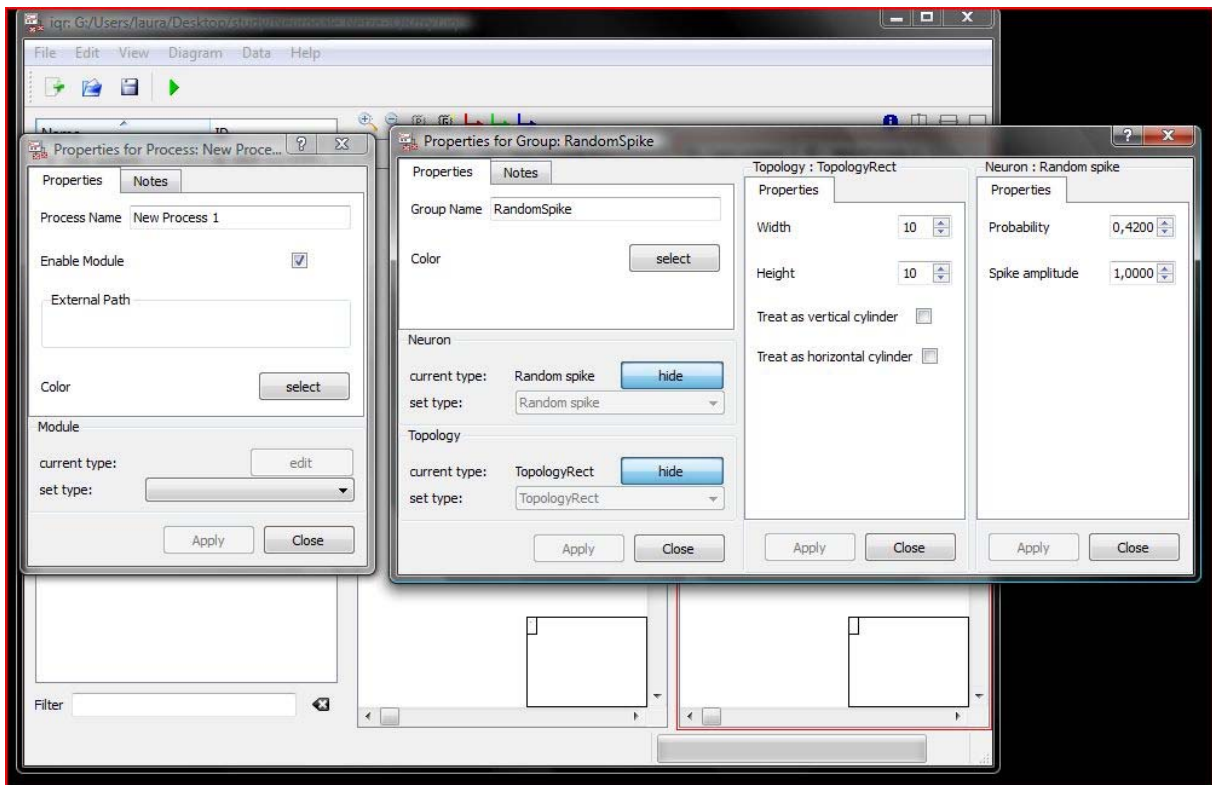 iqr: G:/Users/laura/Desktop/study
File Edit View Diagram Data Help
Name ID
Properties for Process: New Proce...
Properties Notes
Process Name New Process 1
Enable Module
External Path
Color select
Module
current type: edit
set type:
Apply Close
Filter
Properties for Group: RandomSpike
Properties Notes
Group Name RandomSpike
Color select
Neuron
current type: Random spike hide
set type: Random spike
Topology
current type: TopologyRect hide
set type: TopologyRect
Apply Close
Topology : TopologyRect
Properties
Width 10
Height 10
Treat as vertical cylinder
Treat as horizontal cylinder
Apply Close
Neuron : Random spike
Properties
Probability 0,4200
Spike amplitude 1,0000
Apply Close